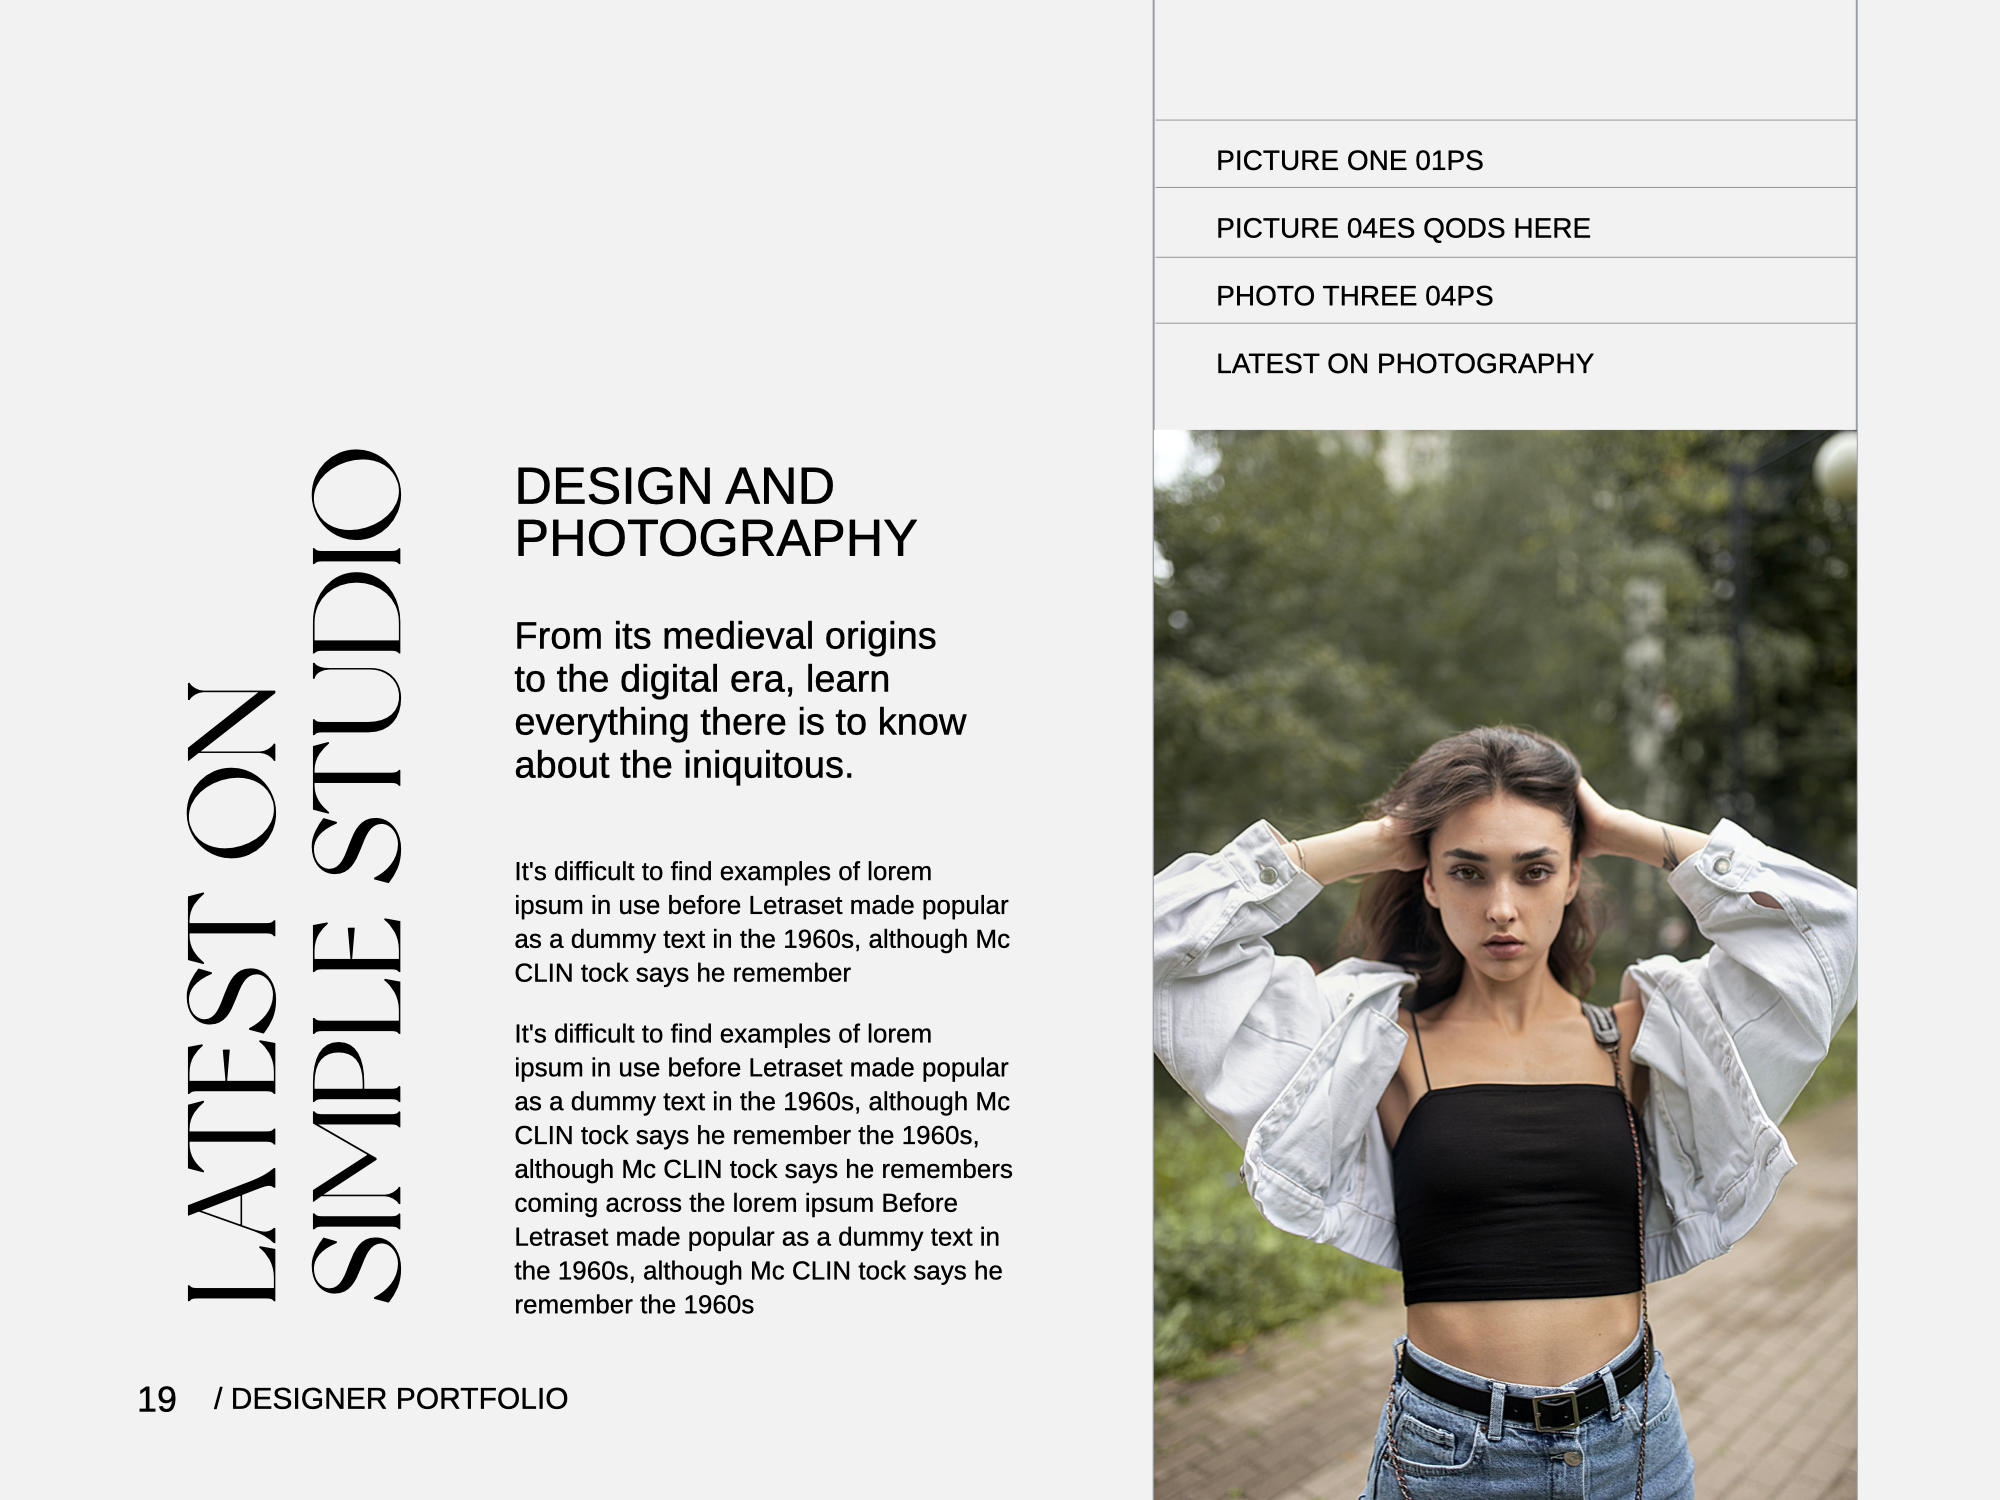 LATEST ON
SIMPLE STUDIO
DESIGN AND
PHOTOGRAPHY
From its medieval origins
to the digital era, learn
everything there is to know
about the iniquitous.
It's difficult to find examples of lorem
ipsum in use before Letraset made popular
as a dummy text in the 1960s, although Mc
CLIN tock says he remember
It's difficult to find examples of lorem
ipsum in use before Letraset made popular
as a dummy text in the 1960s, although Mc
CLIN tock says he remember the 1960s,
although Mc CLIN tock says he remembers
coming across the lorem ipsum Before
Letraset made popular as a dummy text in
the 1960s, although Mc CLIN tock says he
remember the 1960s
19 / DESIGNER PORTFOLIO
PICTURE ONE 01PS
PICTURE 04ES QODS HERE
PHOTO THREE 04PS
LATEST ON PHOTOGRAPHY